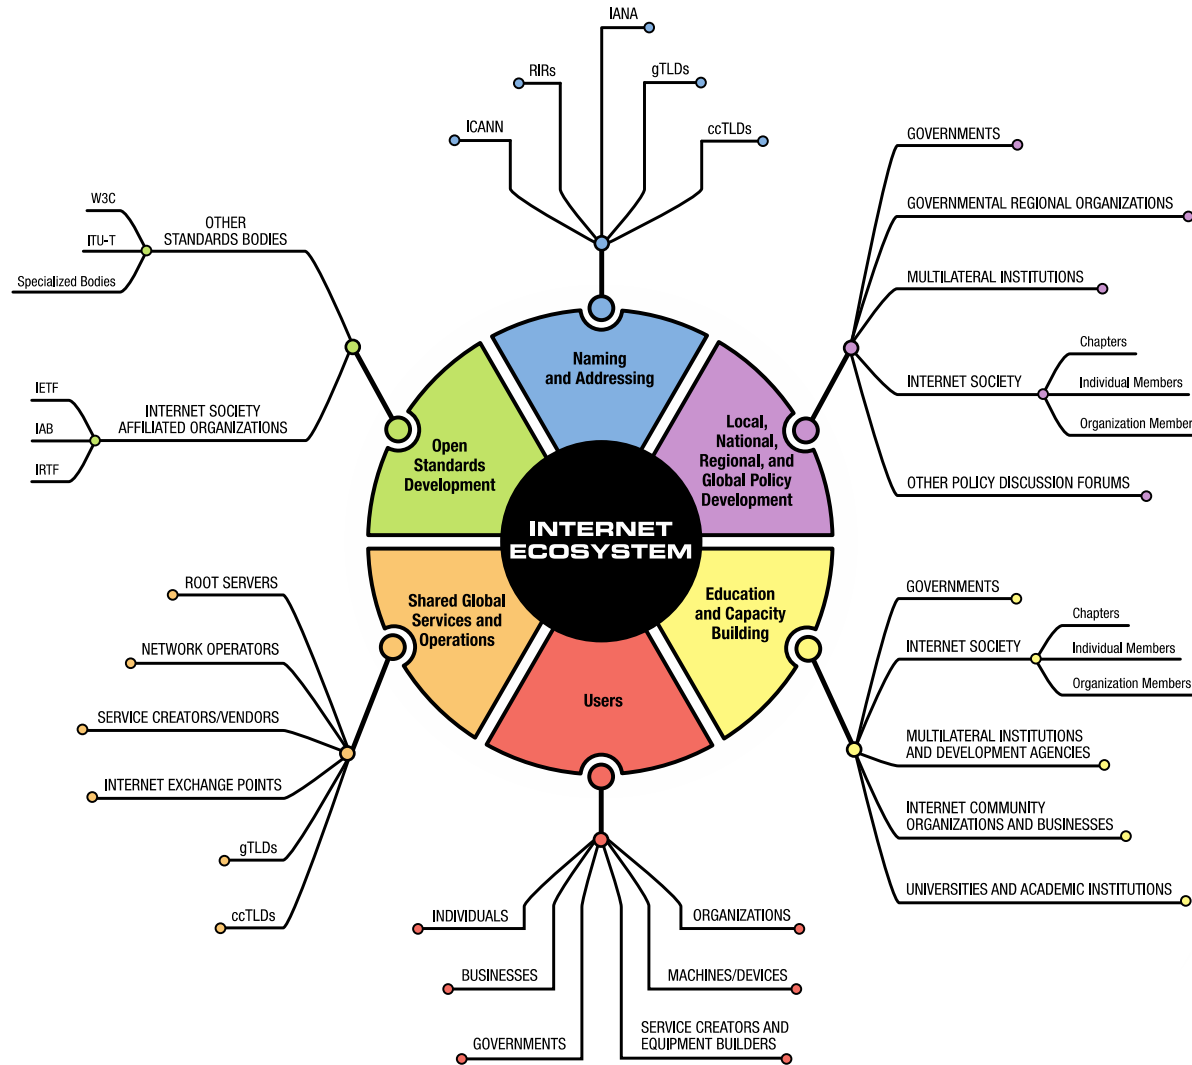 IANA
RIRs
gTLDs
ICANN
ccTLDs
W3C
ITU-T
Specialized Bodies
OTHER
STANDARDS BODIES
IETF
IAB
IRTF
INTERNET SOCIETY
AFFILIATED ORGANIZATIONS
GOVERNMENTS
GOVERNMENTAL REGIONAL ORGANIZATIONS
MULTILATERAL INSTITUTIONS
INTERNET SOCIETY
Chapters
Individual Members
Organization Member
OTHER POLICY DISCUSSION FORUMS
Naming
and Addressing
Open
Standards
Development
Local,
National,
Regional, and
Global Policy
Development
INTERNET
ECOSYSTEM
Shared Global
Services and
Operations
Education
and Capacity
Building
Users
ROOT SERVERS
NETWORK OPERATORS
SERVICE CREATORS/VENDORS
INTERNET EXCHANGE POINTS
gTLDs
ccTLDs
GOVERNMENTS
INTERNET SOCIETY
Chapters
Individual Members
Organization Members
MULTILATERAL INSTITUTIONS
AND DEVELOPMENT AGENCIES
INTERNET COMMUNITY
ORGANIZATIONS AND BUSINESSES
UNIVERSITIES AND ACADEMIC INSTITUTIONS
INDIVIDUALS
BUSINESSES
GOVERNMENTS
ORGANIZATIONS
MACHINES/DEVICES
SERVICE CREATORS AND
EQUIPMENT BUILDERS